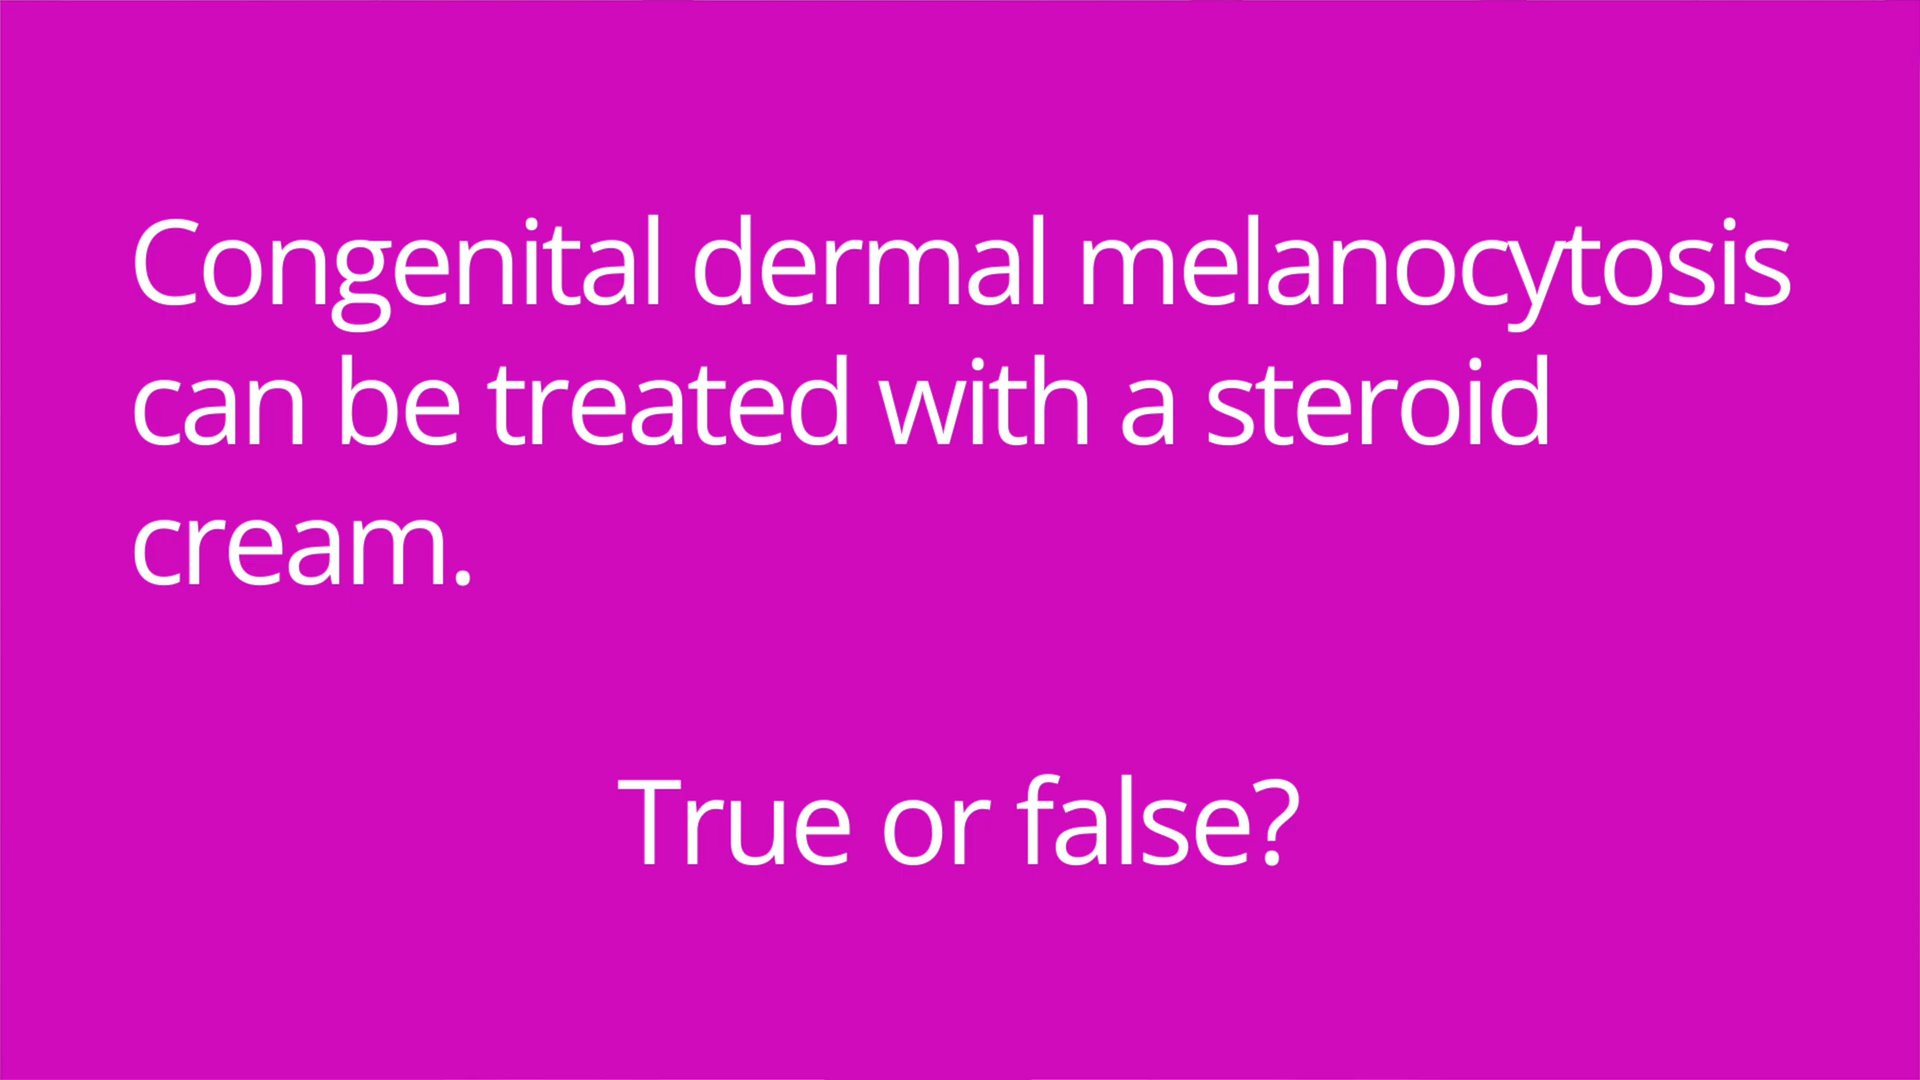 Congenital dermal melanocytosis
can be treated with a steroid
cream.
True or false?